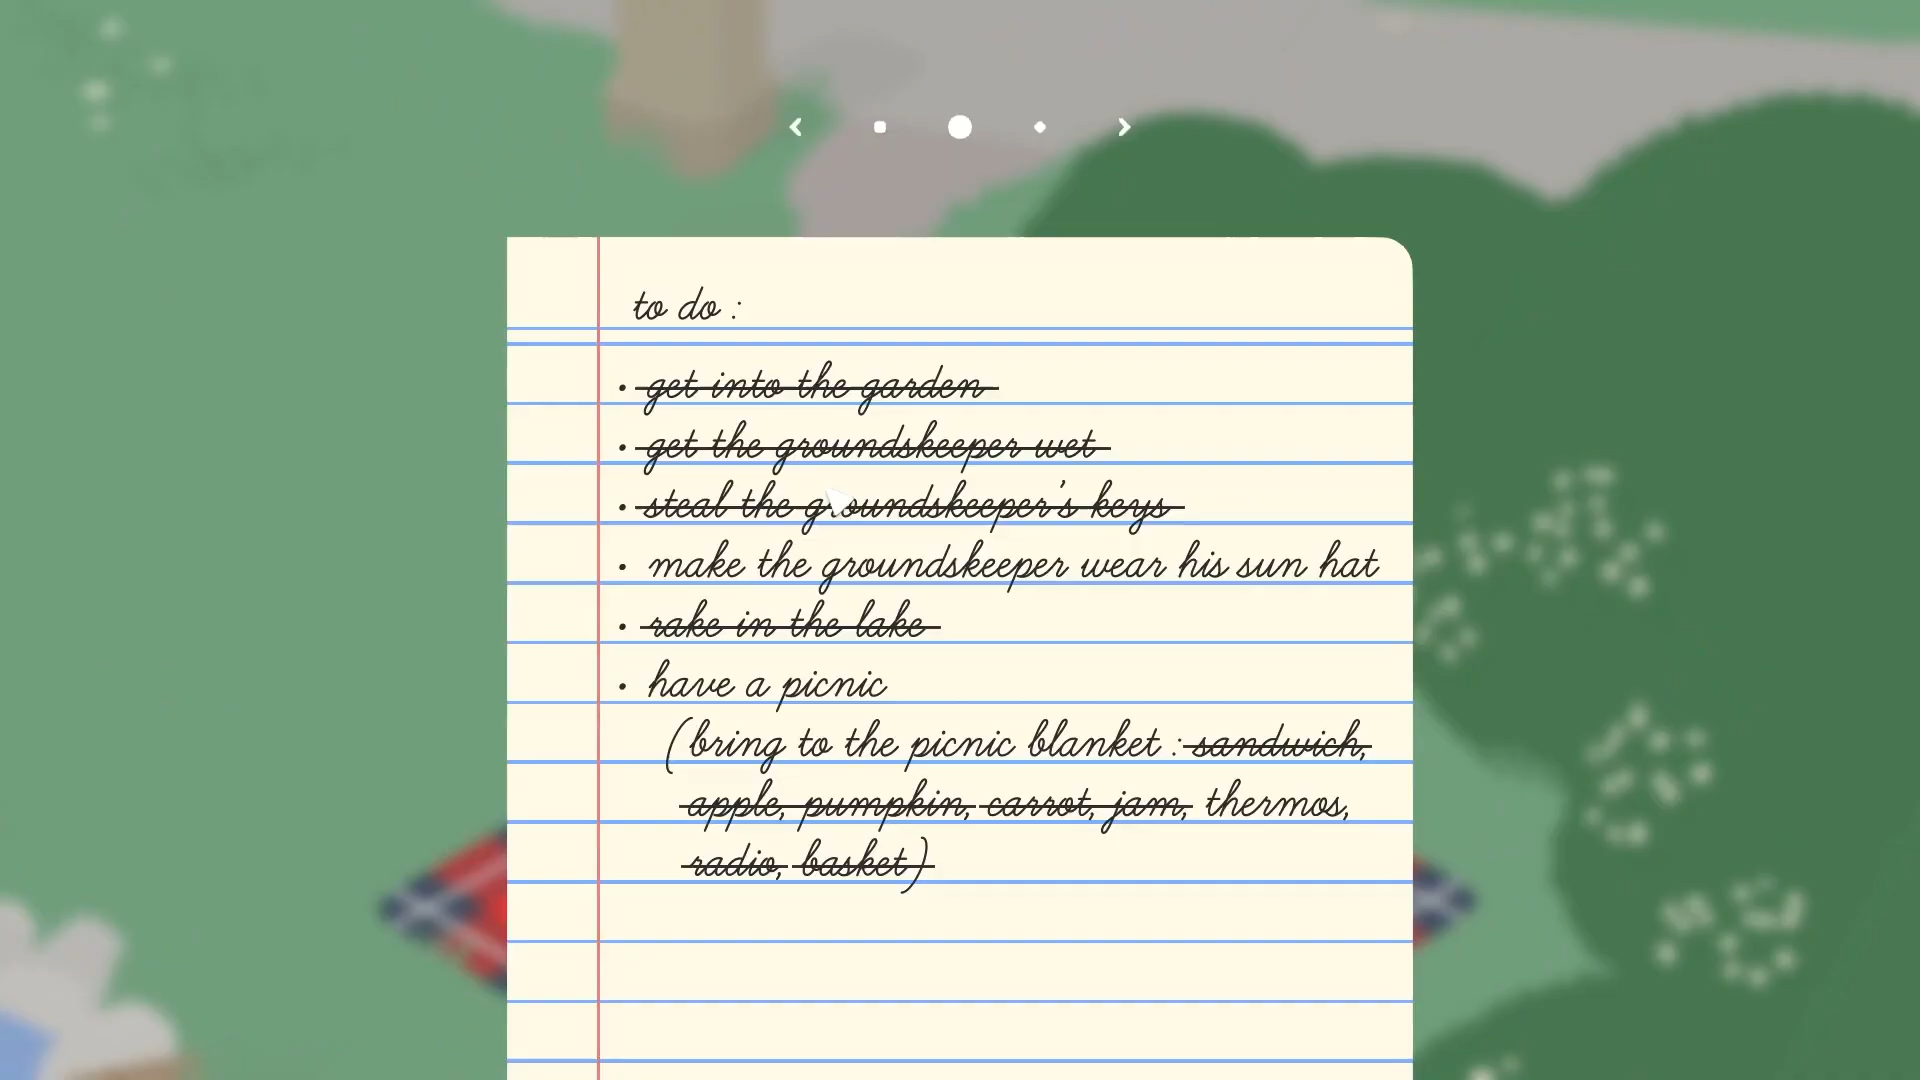 to do :
• get into the garden
• get the groundskeeper wet
• steal the groundskeeper's keys
• make the groundskeeper wear his sun hat
• rake in the lake
• have a picnic
(bring to the picnic blanket : sandwich,
apple, pumpkin, carrot, jam, thermos,
radio, basket)